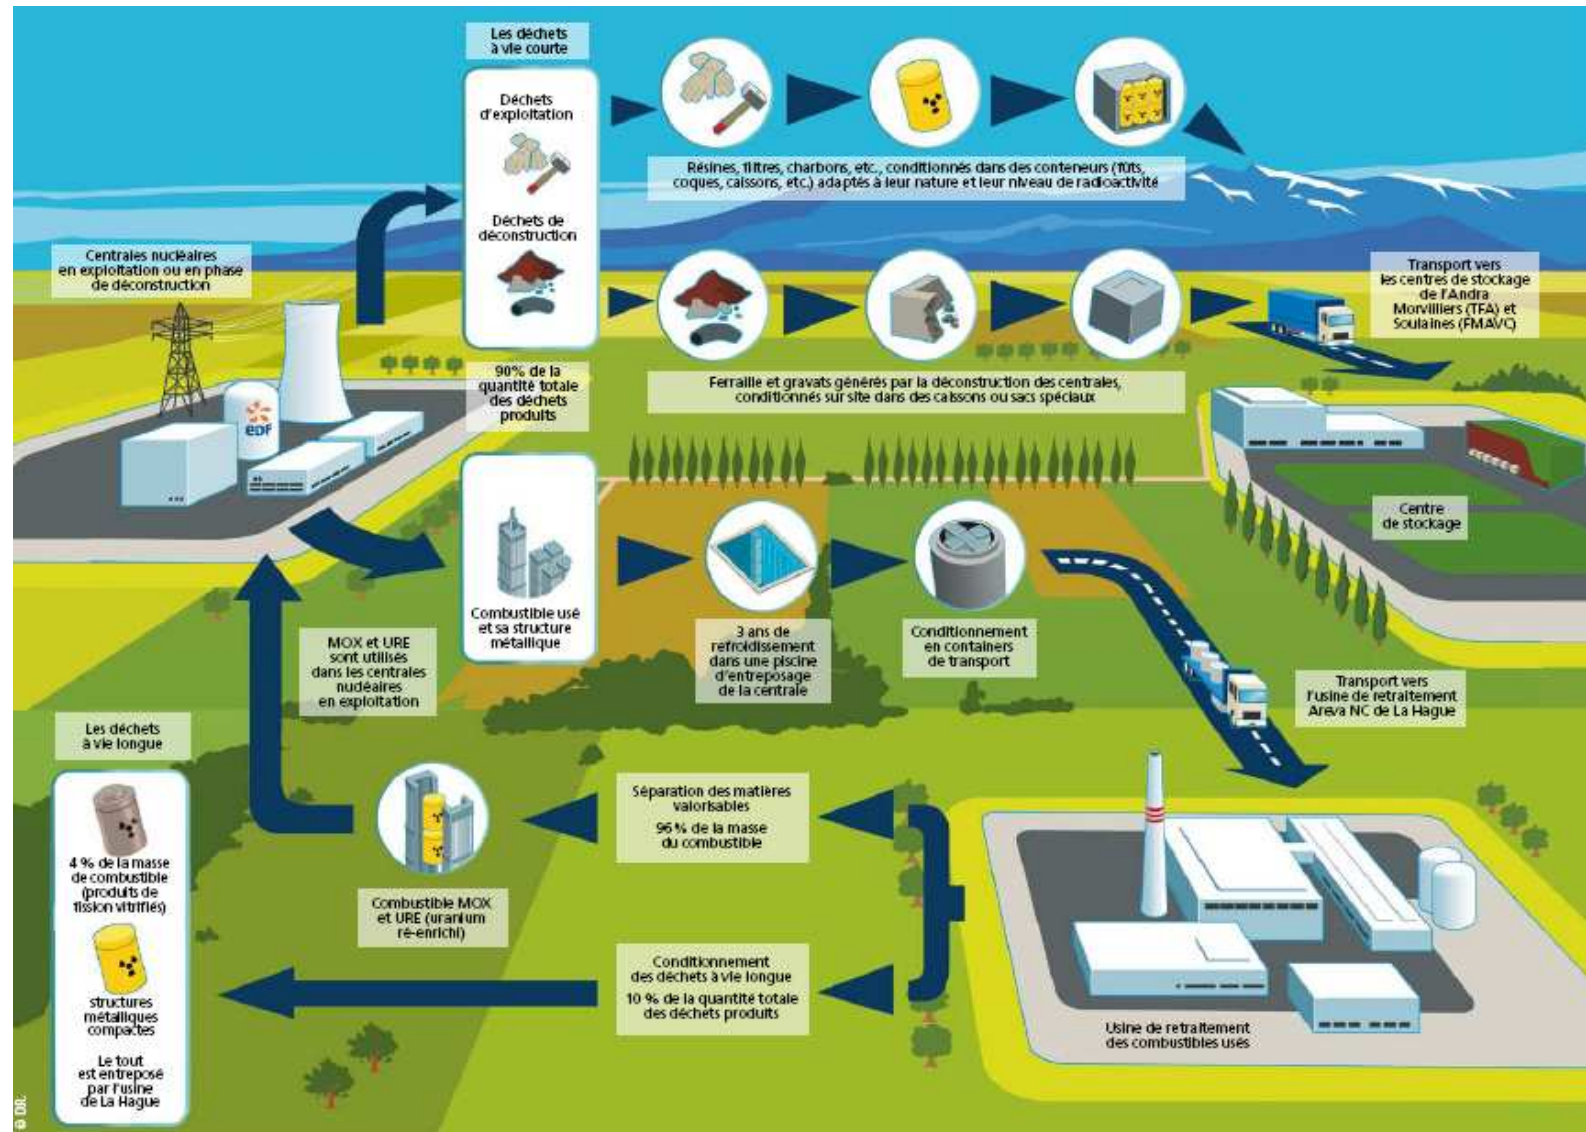 Les déchets
à vie courte
Déchets
d'exploitation
Déchets de
déconstruction
90% de la
quantité totale
des déchets
produits
Résines, filtres, charbons, etc., conditionnés dans des conteneurs (fûts,
coques, caissons, etc.) adaptés à leur nature et leur niveau de radioactivité
Centrales nucléaires
en exploitation ou en phase
de déconstruction
EDF
Ferraille et gravats générés par la déconstruction des centrales,
conditionnés sur site dans des caissons ou sacs spéciaux
Transport vers
les centres de stockage
de l'Andra
Morvilliers (TFA) et
Soulaines (FMAVC)
Centre
de stockage
Combustible usé
et sa structure
métallique
3 ans de
refroidissement
dans une piscine
d'entreposage
de la centrale
Conditionnement
en containers
de transport
Transport vers
l'usine de retraitement
Areva NC de La Hague
MOX et URE
sont utilisés
dans les centrales
nucléaires
en exploitation
Les déchets
à vie longue
4 % de la masse
de combustible
(produits de
fission vitrifiés)
structures
métalliques
compactes
Le tout
est entreposé
par l'usine
de La Hague
Combustible MOX
et URE (uranium
ré-enrichi)
Séparation des matières
valorisables
96 % de la masse
du combustible
Conditionnement
des déchets à vie longue
10 % de la quantité totale
des déchets produits
Usine de retraitement
des combustibles usés
© DR.